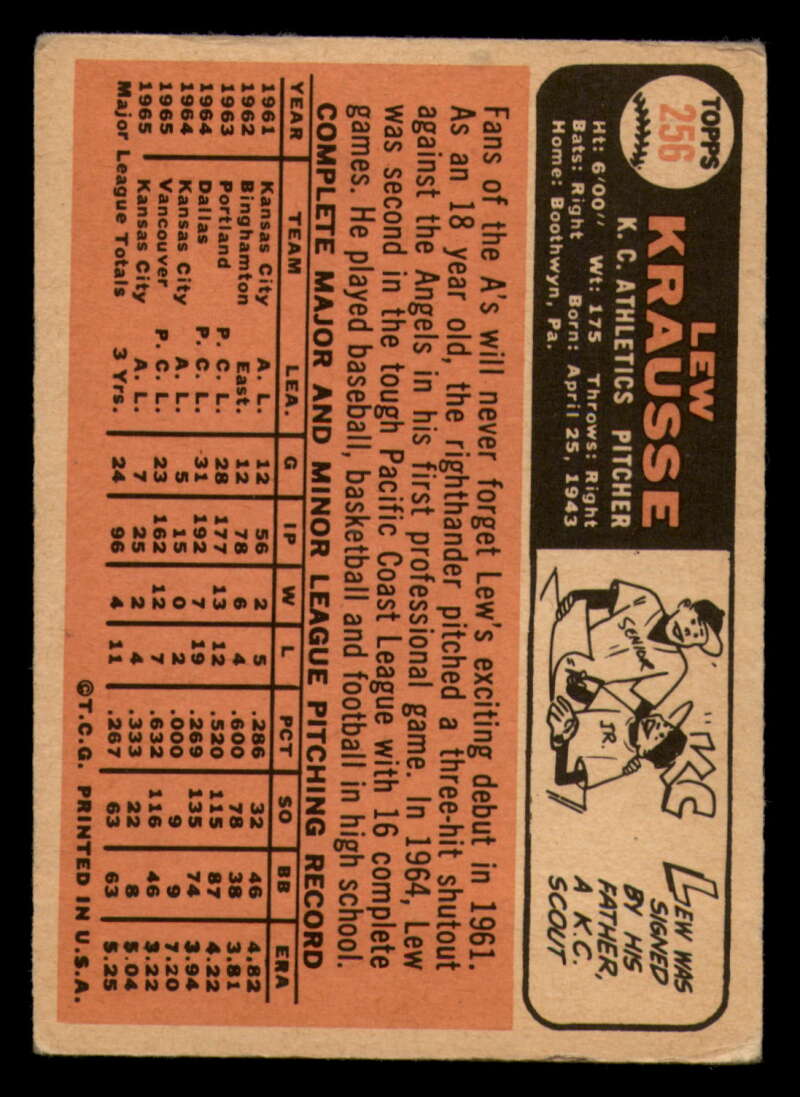 TOPPS
256
LEW
KRAUSSE
K. C. ATHLETICS PITCHER
Ht: 6'00" Wt: 175 Throws: Right
Bats: Right Born: April 25, 1943
Home: Boothwyn, Pa.
SENIOR
JR.
"KC
LEW WAS
SIGNED
BY HIS
FATHER,
A K.C.
SCOUT
Fans of the A's will never forget Lew's exciting debut in 1961.
As an 18 year old, the righthander pitched a three-hit shutout
against the Angels in his first professional game. In 1964, Lew
was second in the tough Pacific Coast League with 16 complete
games. He played baseball, basketball and football in high school.
COMPLETE MAJOR AND MINOR LEAGUE PITCHING RECORD
YEAR TEAM LEA. G IP W L PCT SO BB ERA
1961 Kansas City A. L. 12 56 2 5 .286 32 46 4.82
1962 Binghamton East. 12 78 6 4 .600 78 38 3.81
1963 Portland P. C. L. 28 177 13 12 .520 115 87 4.22
1964 Dallas P. C. L. 31 192 7 19 .269 135 74 3.94
1964 Kansas City A. L. 5 15 0 2 .000 9 9 7.20
1965 Vancouver P. C. L. 23 162 12 7 .632 116 46 3.22
1965 Kansas City A. L. 7 25 2 4 .333 22 8 5.04
Major League Totals 3 Yrs. 24 96 4 11 .267 63 63 5.25
©T.C.G. PRINTED IN U.S.A.